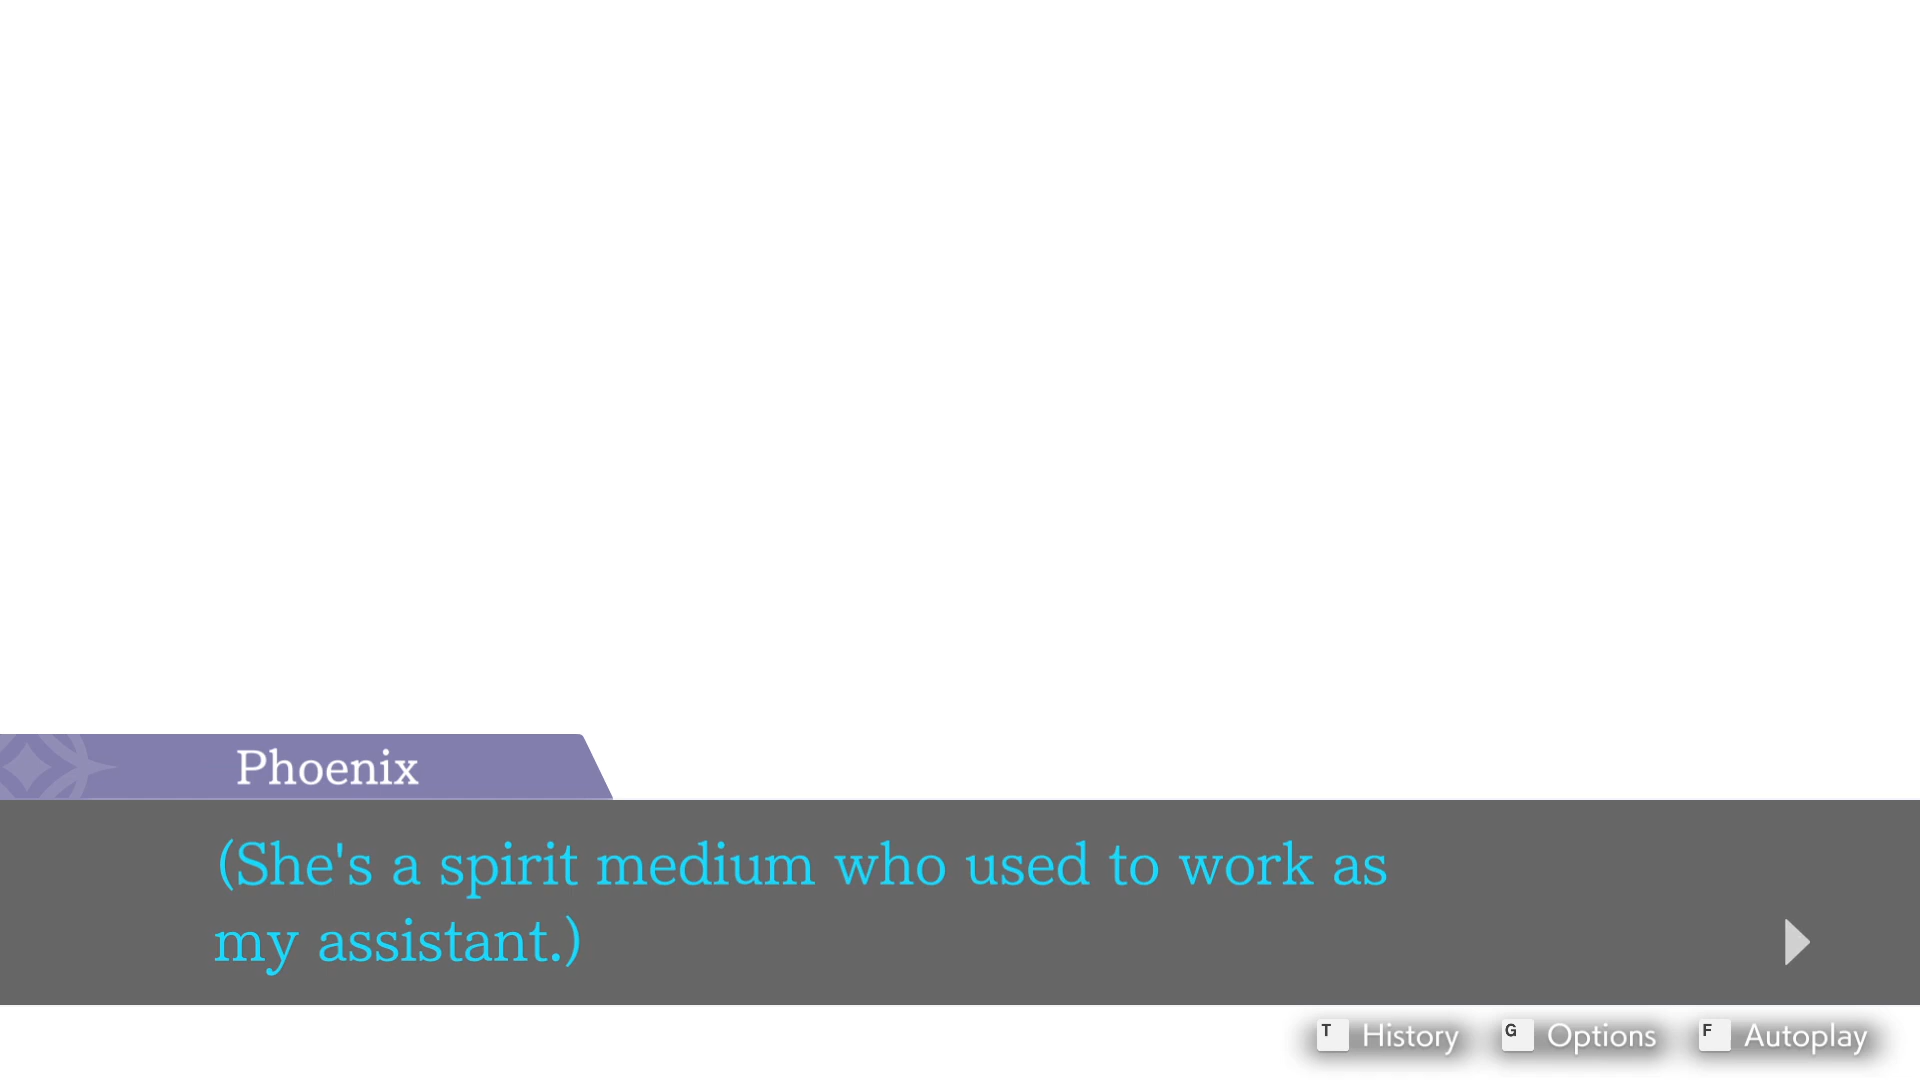 Phoenix
(She's a spirit medium who used to work as
my assistant.)
T History G Options F Autoplay